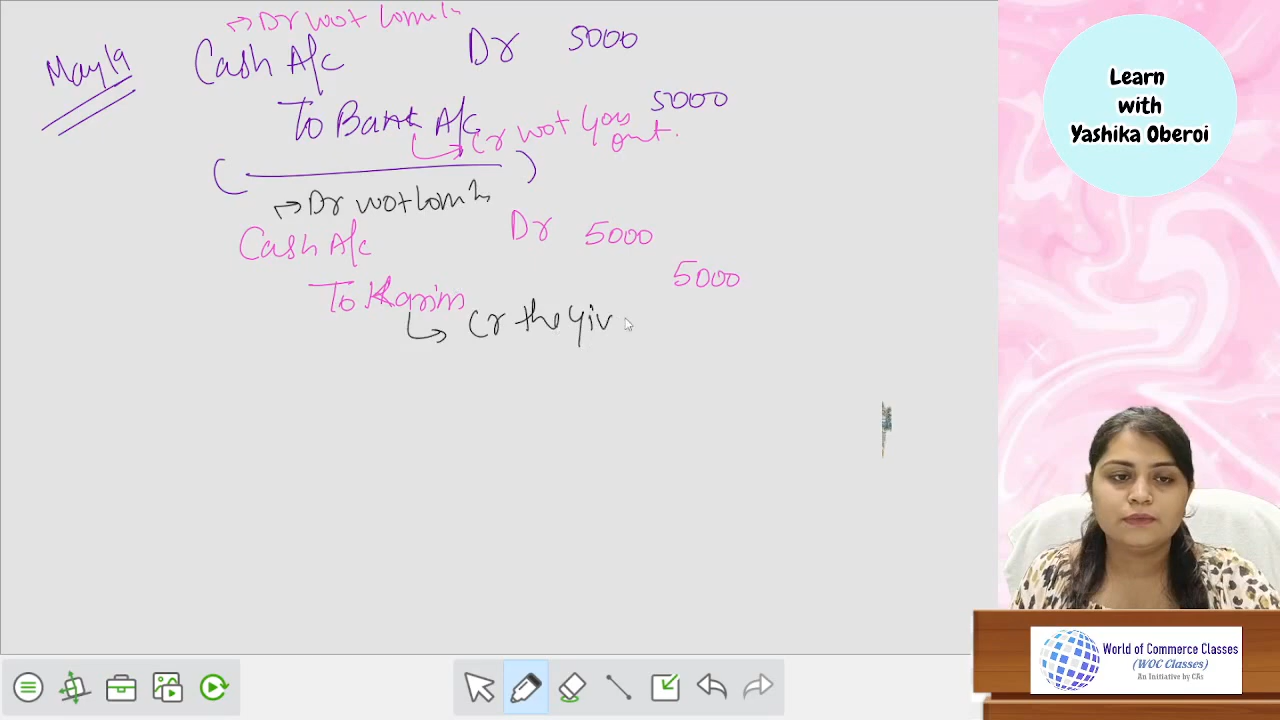 → Dr wot comes
May 19 Cash A/c Dr 5000
To Bank A/c 5000
Cr wot goes
out.
( )
→ Dr wot comes
Cash A/c Dr 5000
To Karim 5000
Cr the giv
Learn
with
Yashika Oberoi
World of Commerce Classes
(WOC Classes)
An Initiative by CAs